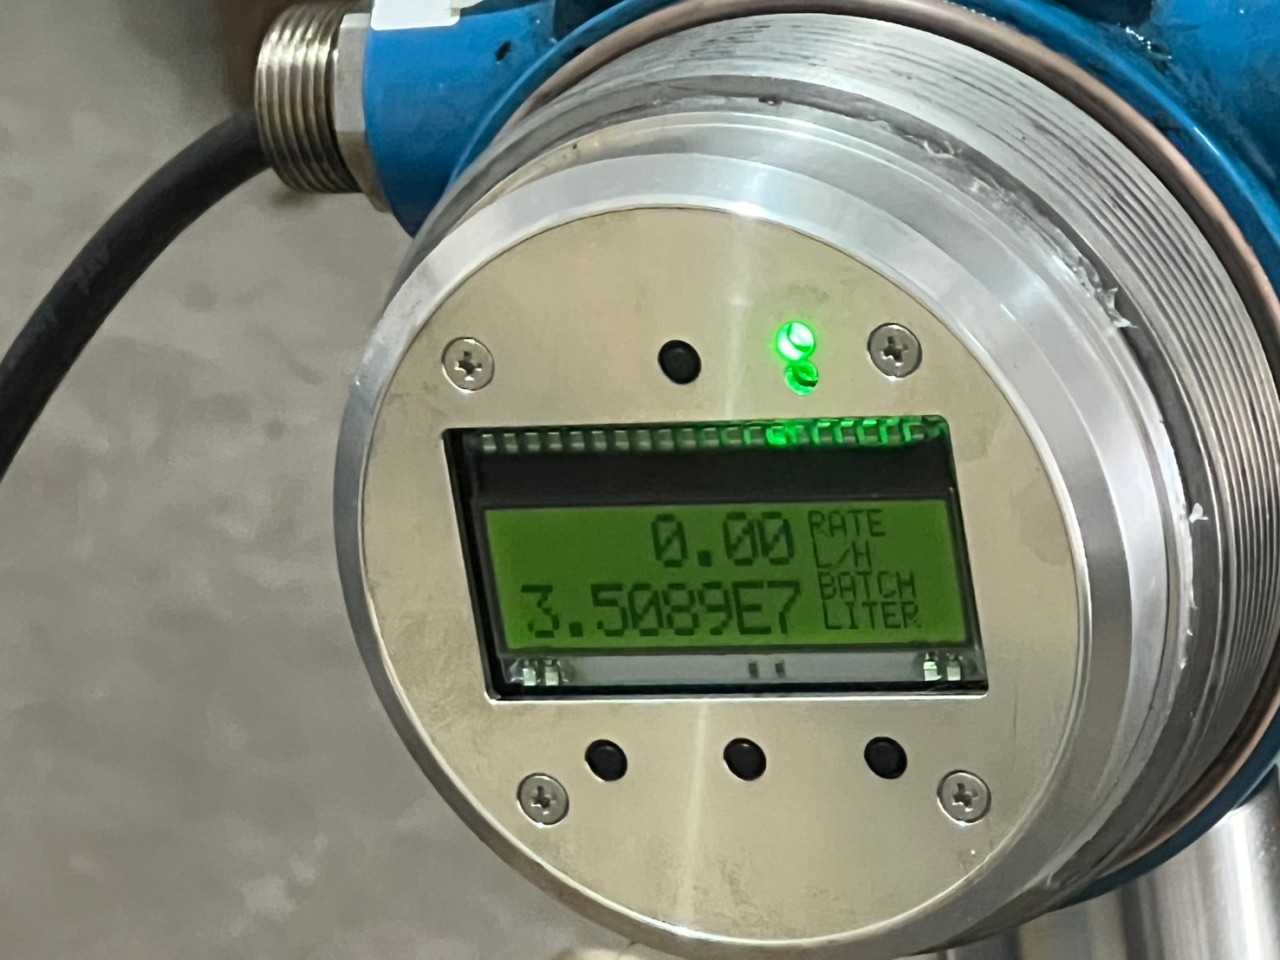 0.00 RATE
L/H
3.5089E7 BATCH
LITER